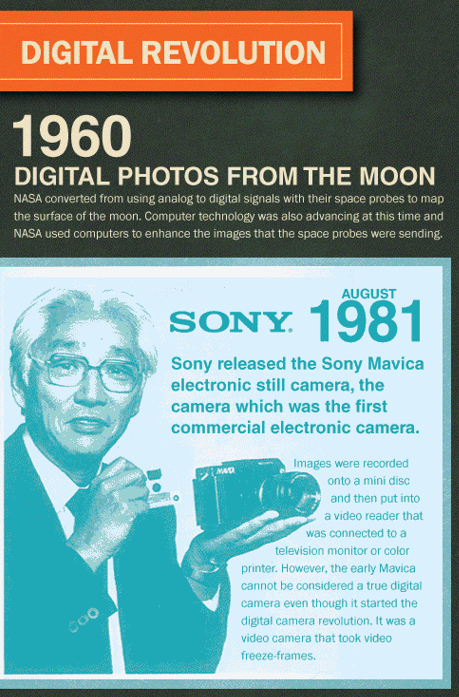 DIGITAL REVOLUTION
1960
DIGITAL PHOTOS FROM THE MOON
NASA converted from using analog to digital signals with their space probes to map
the surface of the moon. Computer technology was also advancing at this time and
NASA used computers to enhance the images that the space probes were sending.
SONY.
AUGUST
1981
Sony released the Sony Mavica
electronic still camera, the
camera which was the first
commercial electronic camera.
Images were recorded
onto a mini disc
and then put into
a video reader that
was connected to a
television monitor or color
printer. However, the early Mavica
cannot be considered a true digital
camera even though it started the
digital camera revolution. It was a
video camera that took video
freeze-frames.